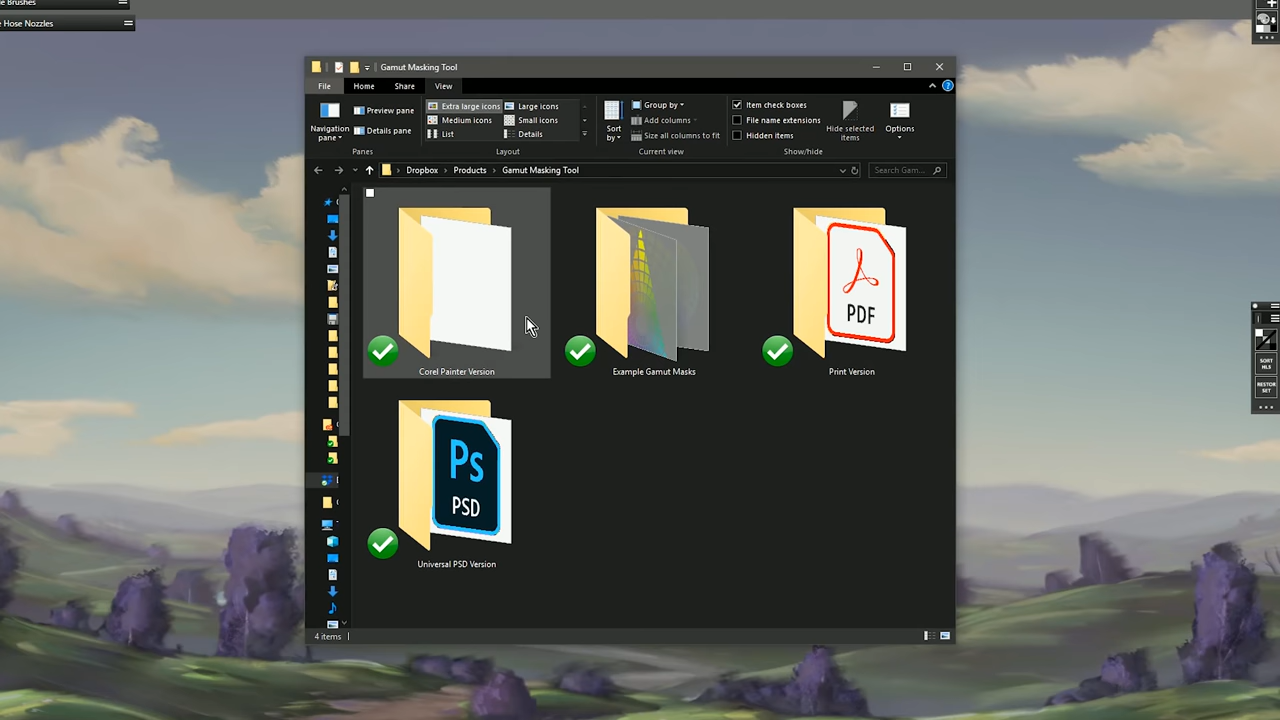 e Brushes
e Hose Nozzles
Gamut Masking Tool
File Home Share View
Navigation pane
Preview pane
Details pane
Panes
Extra large icons Large icons
Medium icons Small icons
List Details
Layout
Sort by
Group by
Add columns
Size all columns to fit
Current view
Item check boxes
File name extensions
Hidden items
Hide selected items
Options
Show/hide
Dropbox > Products > Gamut Masking Tool
Search Gam...
PDF
Corel Painter Version
Example Gamut Masks
Print Version
SORT HLS
RESTOR SET
Ps
PSD
Universal PSD Version
4 items